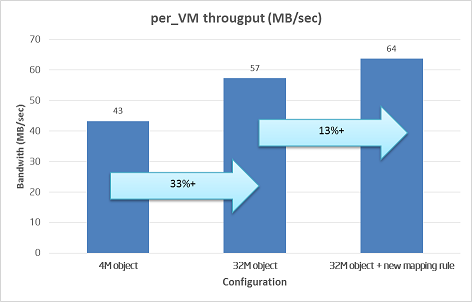 per_VM througput (MB/sec)
Bandwith (MB/sec)
70
60
50
40
30
20
10
0
43
57
64
33%+
13%+
4M object
32M object
32M object + new mapping rule
Configuration